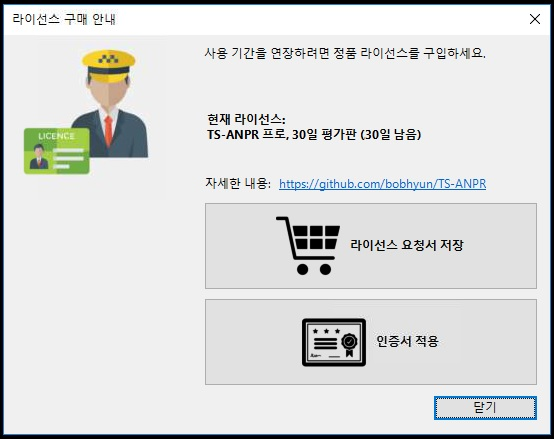 라이선스 구매 안내
사용 기간을 연장하려면 정품 라이선스를 구입하세요.
LICENCE
현재 라이선스:
TS-ANPR 프로, 30일 평가판 (30일 남음)
자세한 내용: https://github.com/bobhyun/TS-ANPR
라이선스 요청서 저장
인증서 적용
닫기